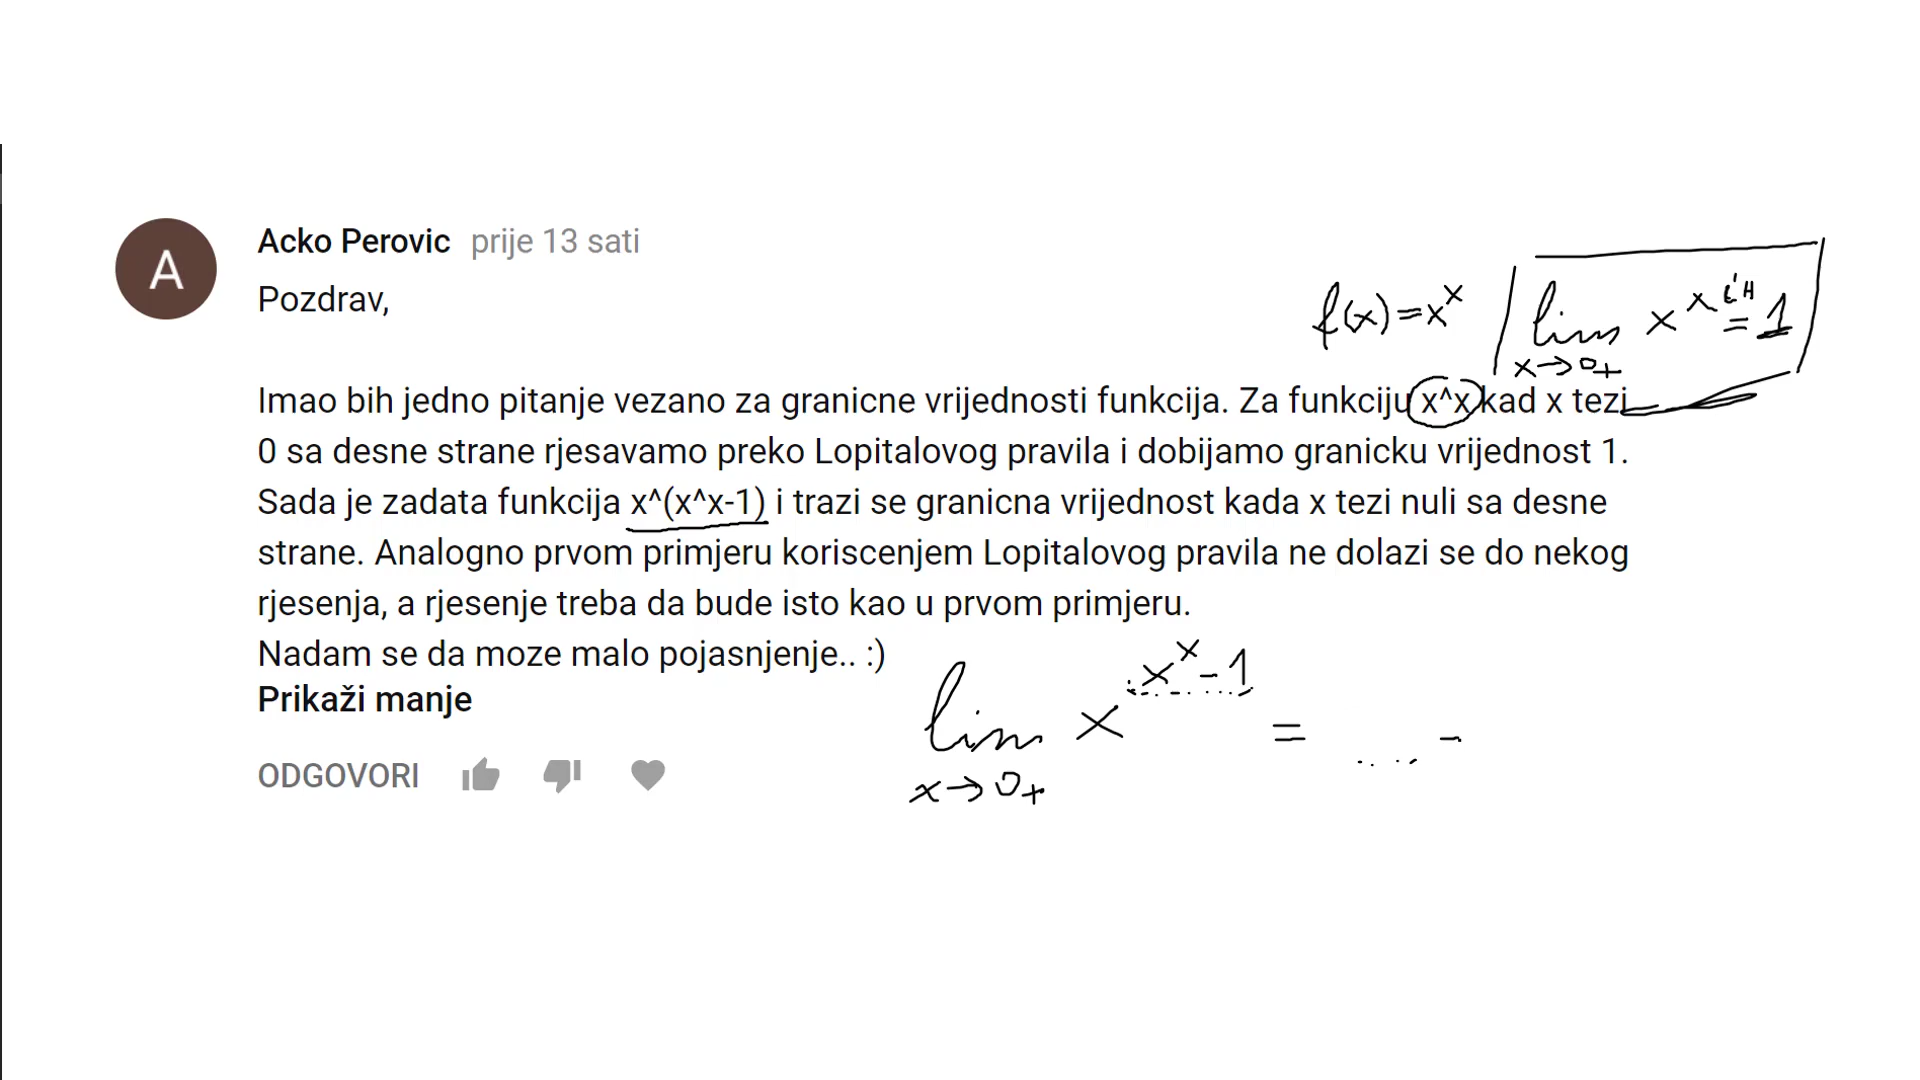 A
Acko Perovic prije 13 sati
Pozdrav,
f(x)=x^x lim x→0+ x^x L'H = 1
Imao bih jedno pitanje vezano za granicne vrijednosti funkcija. Za funkciju x^x kad x tezi
0 sa desne strane rjesavamo preko Lopitalovog pravila i dobijamo granicku vrijednost 1.
Sada je zadata funkcija x^(x^x-1) i trazi se granicna vrijednost kada x tezi nuli sa desne
strane. Analogno prvom primjeru koriscenjem Lopitalovog pravila ne dolazi se do nekog
rjesenja, a rjesenje treba da bude isto kao u prvom primjeru.
Nadam se da moze malo pojasnjenje.. :)
Prikaži manje
lim x→0+ x^(x^x-1) = ....-
ODGOVORI